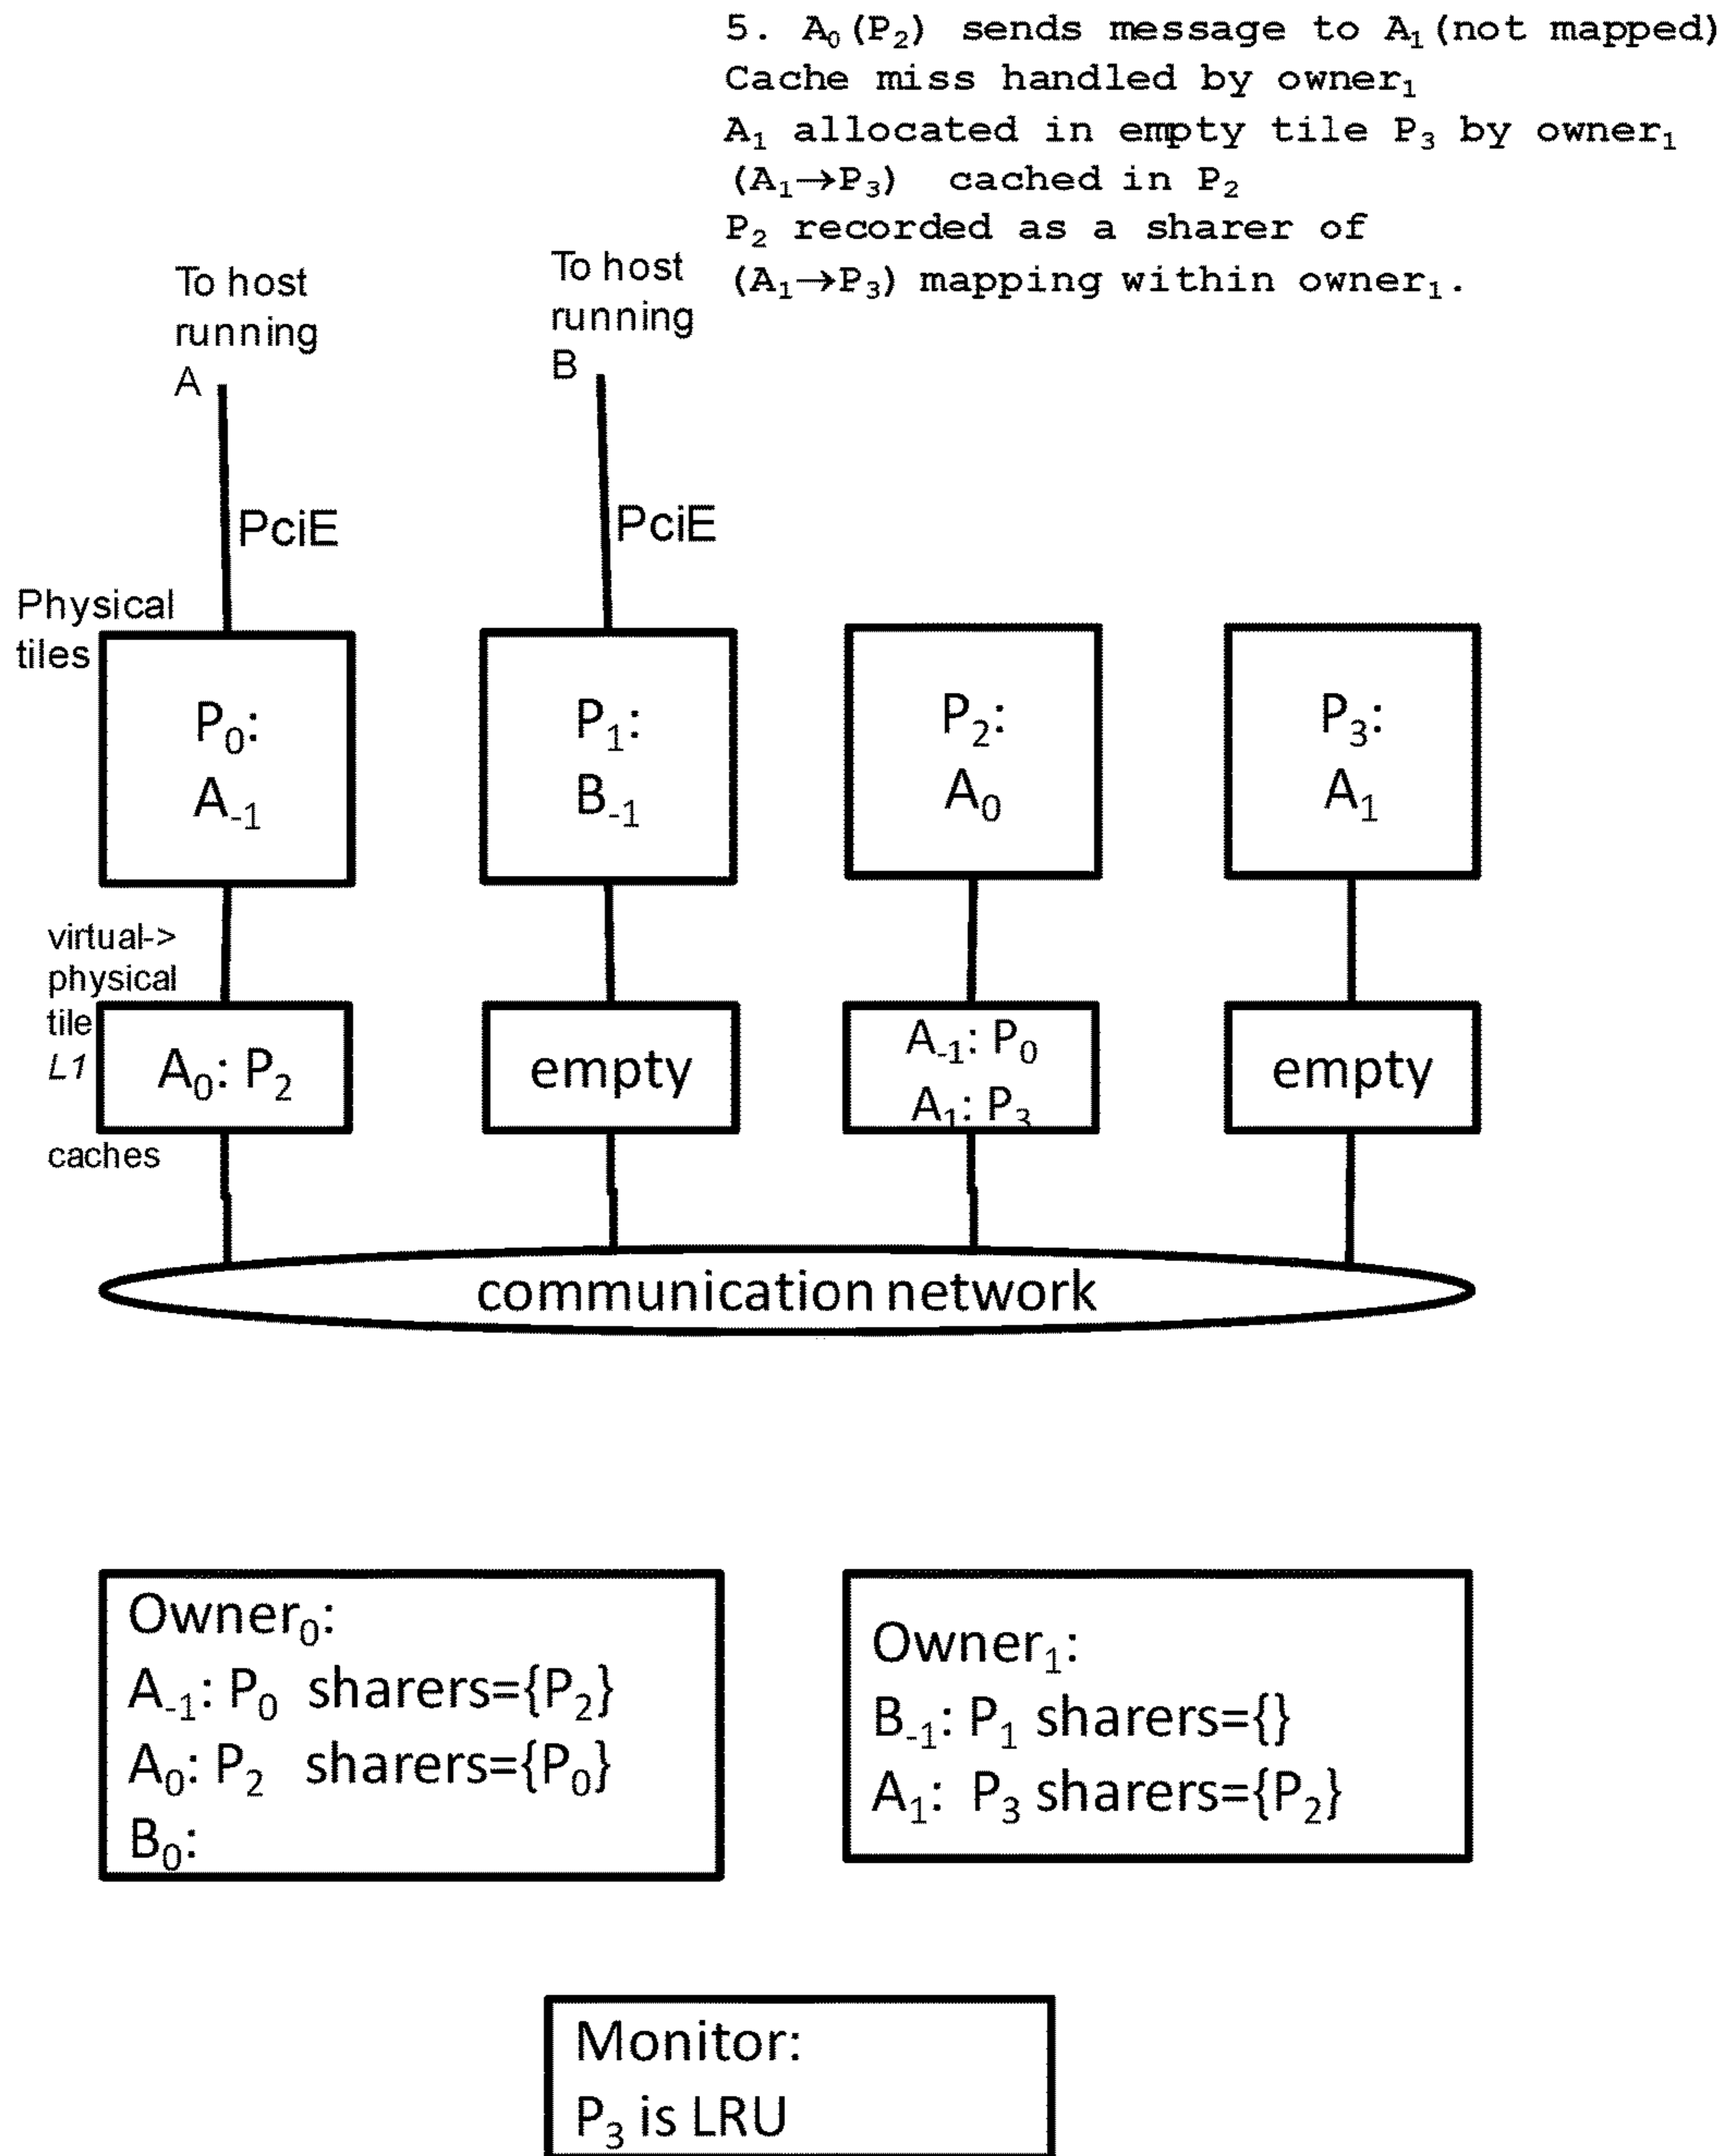 5. A₀(P₂) sends message to A₁(not mapped)
Cache miss handled by owner₁
A₁ allocated in empty tile P₃ by owner₁
(A₁→P₃) cached in P₂
P₂ recorded as a sharer of
(A₁→P₃) mapping within owner₁.
To host
running
A
To host
running
B
PciE
PciE
Physical
tiles
P₀:
A₋₁
P₁:
B₋₁
P₂:
A₀
P₃:
A₁
virtual->
physical
tile
L1
caches
A₀: P₂
empty
A₋₁: P₀
A₁: P₃
empty
communication network
Owner₀:
A₋₁: P₀ sharers={P₂}
A₀: P₂ sharers={P₀}
B₀:
Owner₁:
B₋₁: P₁ sharers={}
A₁: P₃ sharers={P₂}
Monitor:
P₃ is LRU